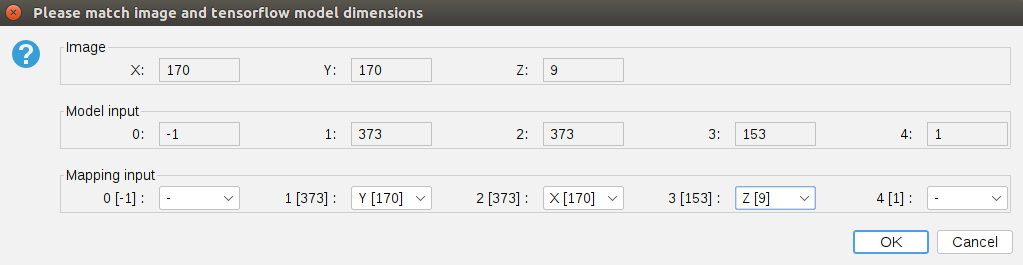 Please match image and tensorflow model dimensions
Image
X: 170 Y: 170 Z: 9
Model input
0: -1 1: 373 2: 373 3: 153 4: 1
Mapping input
0 [-1] : - 1 [373] : Y [170] 2 [373] : X [170] 3 [153] : Z [9] 4 [1] : -
OK Cancel